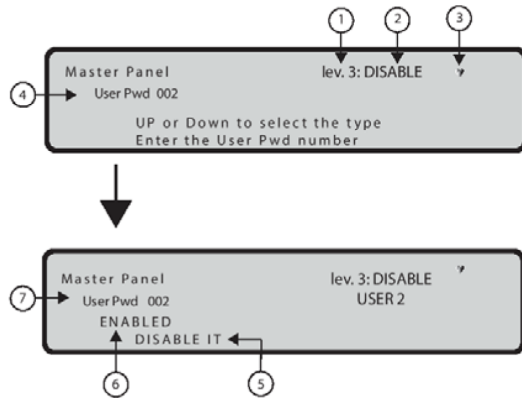 1 2 3
Master Panel lev. 3: DISABLE
4 User Pwd 002
UP or Down to select the type
Enter the User Pwd number
Master Panel lev. 3: DISABLE
7 User Pwd 002 USER 2
ENABLED
DISABLE IT
6 5